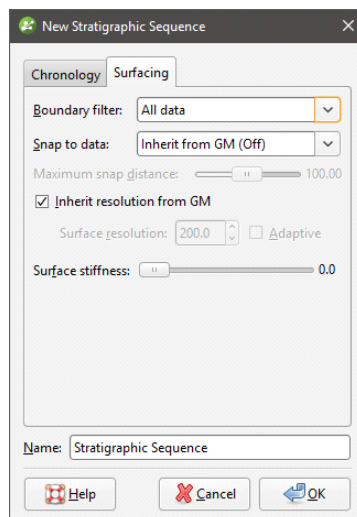 New Stratigraphic Sequence
Chronology Surfacing
Boundary filter: All data
Snap to data: Inherit from GM (Off)
Maximum snap distance: 100.00
Inherit resolution from GM
Surface resolution: 200.0 Adaptive
Surface stiffness: 0.0
Name: Stratigraphic Sequence
Help Cancel OK